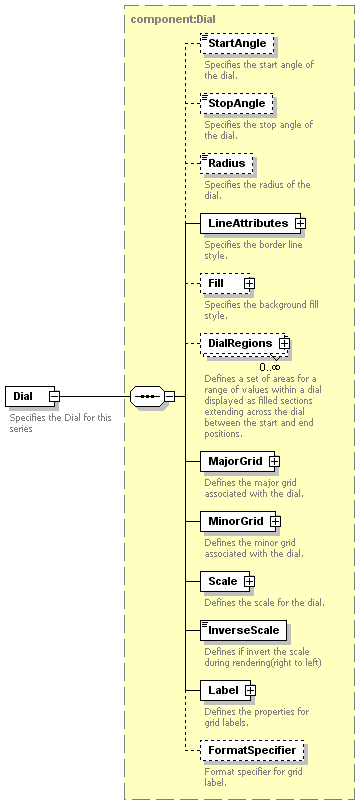 component:Dial
StartAngle
Specifies the start angle of
the dial.
StopAngle
Specifies the stop angle of
the dial.
Radius
Specifies the radius of the
dial.
LineAttributes
Specifies the border line
style.
Fill
Specifies the background fill
style.
DialRegions
0..∞
Defines a set of areas for a
range of values within a dial
displayed as filled sections
extending across the dial
between the start and end
positions.
Dial
Specifies the Dial for this
series
MajorGrid
Defines the major grid
associated with the dial.
MinorGrid
Defines the minor grid
associated with the dial.
Scale
Defines the scale for the dial.
InverseScale
Defines if invert the scale
during rendering(right to left)
Label
Defines the properties for
grid labels.
FormatSpecifier
Format specifier for grid
label.